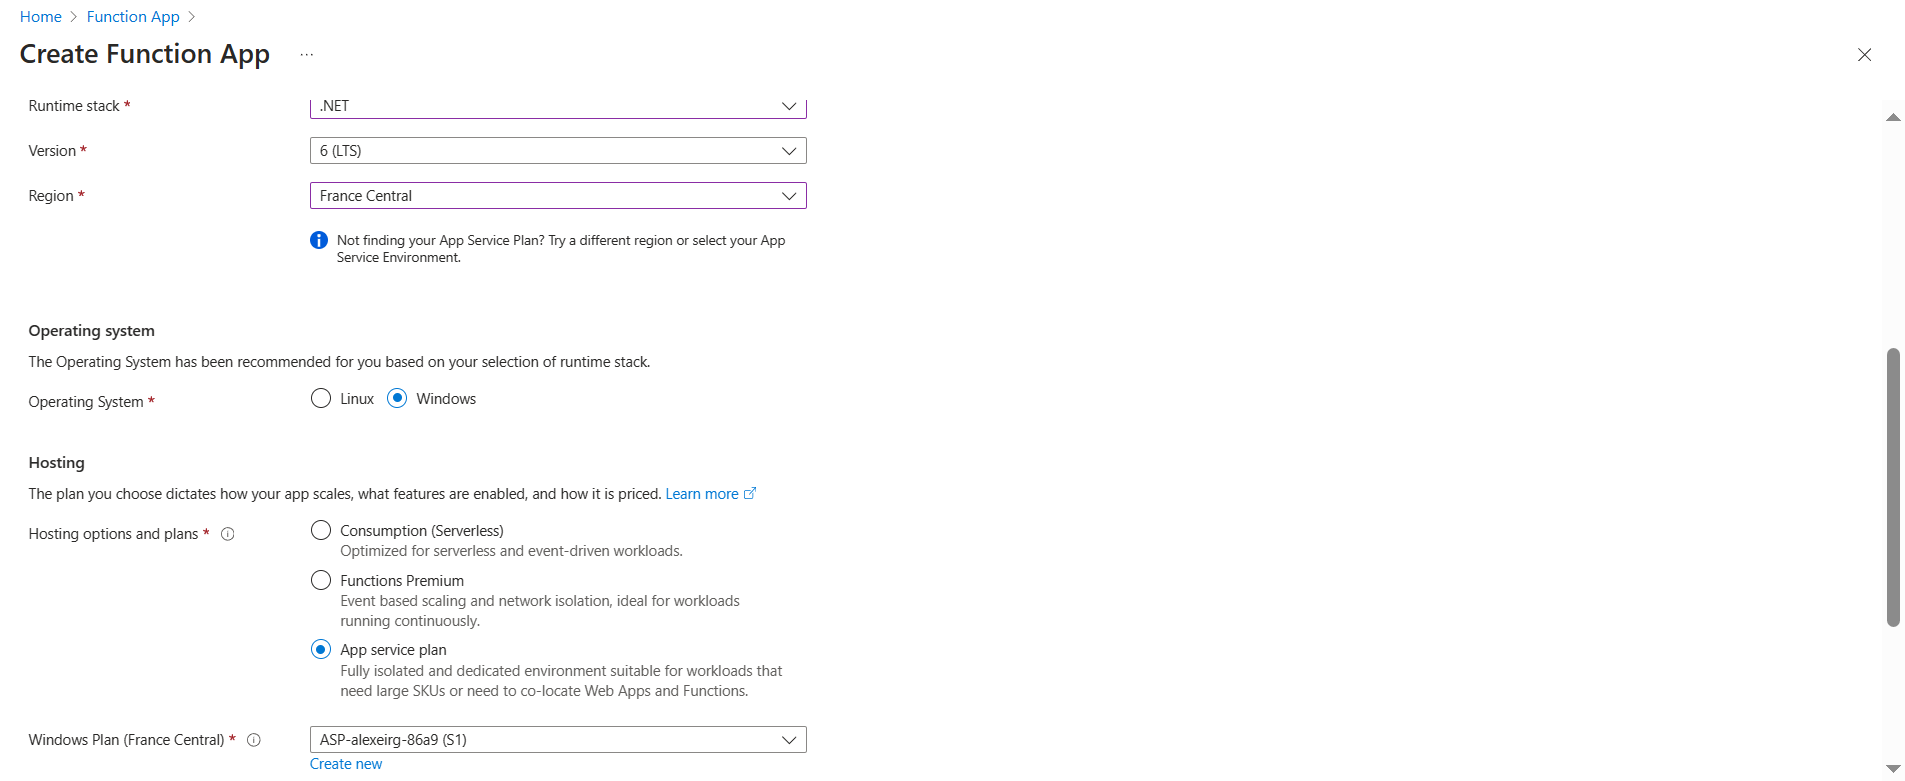 Home > Function App >
Create Function App ...
Runtime stack * .NET
Version * 6 (LTS)
Region * France Central
Not finding your App Service Plan? Try a different region or select your App
Service Environment.
Operating system
The Operating System has been recommended for you based on your selection of runtime stack.
Operating System * Linux Windows
Hosting
The plan you choose dictates how your app scales, what features are enabled, and how it is priced. Learn more
Hosting options and plans * Consumption (Serverless)
Optimized for serverless and event-driven workloads.
Functions Premium
Event based scaling and network isolation, ideal for workloads
running continuously.
App service plan
Fully isolated and dedicated environment suitable for workloads that
need large SKUs or need to co-locate Web Apps and Functions.
Windows Plan (France Central) * ASP-alexeirg-86a9 (S1)
Create new